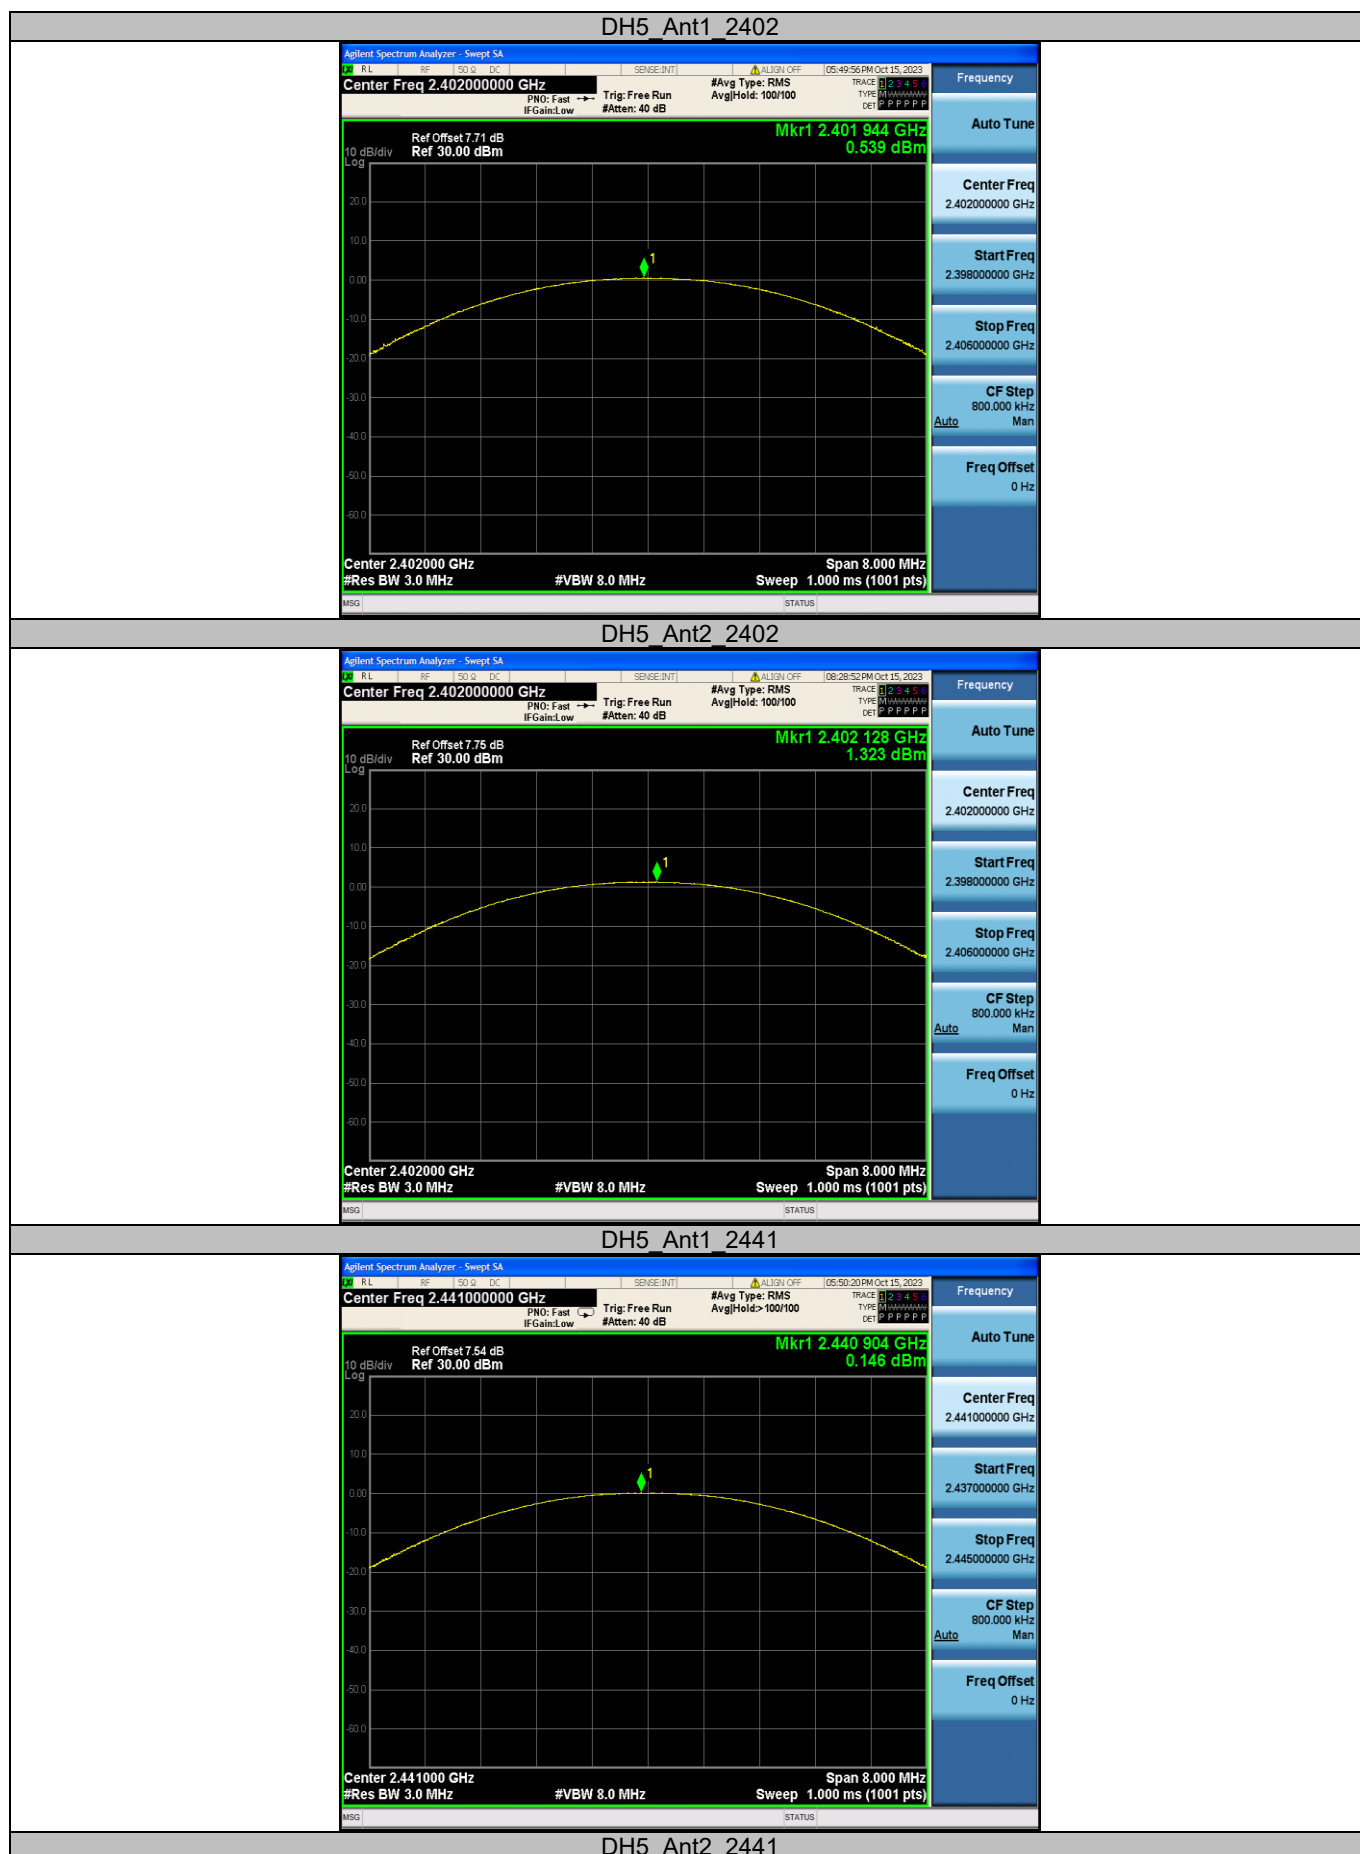 DH5_Ant1_2402
Agilent Spectrum Analyzer - Swept SA
RL RF 50 Ω DC SENSE:INT ALIGN OFF 05:49:56 PM Oct 15, 2023
Center Freq 2.402000000 GHz
PNO: Fast
IFGain:Low
Trig: Free Run
#Atten: 40 dB
#Avg Type: RMS
Avg|Hold: 100/100
TRACE 1 2 3 4 5 6
TYPE M
DET P P P P P P
Frequency
Auto Tune
Ref Offset 7.71 dB
Ref 30.00 dBm
10 dB/div
Log
Mkr1 2.401 944 GHz
0.539 dBm
20.0
10.0
0.00
-10.0
-20.0
-30.0
-40.0
-50.0
-60.0
1
Center Freq
2.402000000 GHz
Start Freq
2.398000000 GHz
Stop Freq
2.406000000 GHz
CF Step
800.000 kHz
Auto Man
Freq Offset
0 Hz
Center 2.402000 GHz Span 8.000 MHz
#Res BW 3.0 MHz #VBW 8.0 MHz Sweep 1.000 ms (1001 pts)
MSG STATUS
DH5_Ant2_2402
Agilent Spectrum Analyzer - Swept SA
RL RF 50 Ω DC SENSE:INT ALIGN OFF 08:28:52 PM Oct 15, 2023
Center Freq 2.402000000 GHz
PNO: Fast
IFGain:Low
Trig: Free Run
#Atten: 40 dB
#Avg Type: RMS
Avg|Hold: 100/100
TRACE 1 2 3 4 5 6
TYPE M
DET P P P P P P
Frequency
Auto Tune
Ref Offset 7.75 dB
Ref 30.00 dBm
10 dB/div
Log
Mkr1 2.402 128 GHz
1.323 dBm
20.0
10.0
0.00
-10.0
-20.0
-30.0
-40.0
-50.0
-60.0
1
Center Freq
2.402000000 GHz
Start Freq
2.398000000 GHz
Stop Freq
2.406000000 GHz
CF Step
800.000 kHz
Auto Man
Freq Offset
0 Hz
Center 2.402000 GHz Span 8.000 MHz
#Res BW 3.0 MHz #VBW 8.0 MHz Sweep 1.000 ms (1001 pts)
MSG STATUS
DH5_Ant1_2441
Agilent Spectrum Analyzer - Swept SA
RL RF 50 Ω DC SENSE:INT ALIGN OFF 05:50:20 PM Oct 15, 2023
Center Freq 2.441000000 GHz
PNO: Fast
IFGain:Low
Trig: Free Run
#Atten: 40 dB
#Avg Type: RMS
Avg|Hold:>100/100
TRACE 1 2 3 4 5 6
TYPE M
DET P P P P P P
Frequency
Auto Tune
Ref Offset 7.54 dB
Ref 30.00 dBm
10 dB/div
Log
Mkr1 2.440 904 GHz
0.146 dBm
20.0
10.0
0.00
-10.0
-20.0
-30.0
-40.0
-50.0
-60.0
1
Center Freq
2.441000000 GHz
Start Freq
2.437000000 GHz
Stop Freq
2.445000000 GHz
CF Step
800.000 kHz
Auto Man
Freq Offset
0 Hz
Center 2.441000 GHz Span 8.000 MHz
#Res BW 3.0 MHz #VBW 8.0 MHz Sweep 1.000 ms (1001 pts)
MSG STATUS
DH5_Ant2_2441